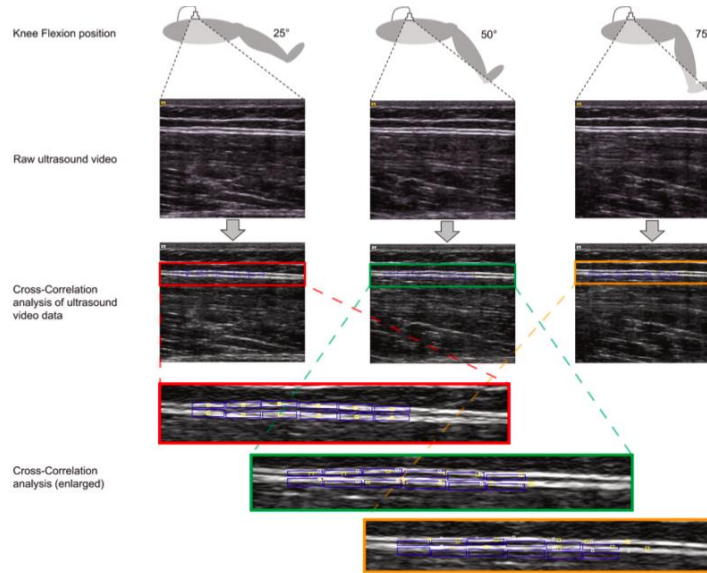 Knee Flexion position
25°
50°
75
Raw ultrasound video
Cross-Correlation
analysis of ultrasound
video data
Cross-Correlation
analysis (enlarged)